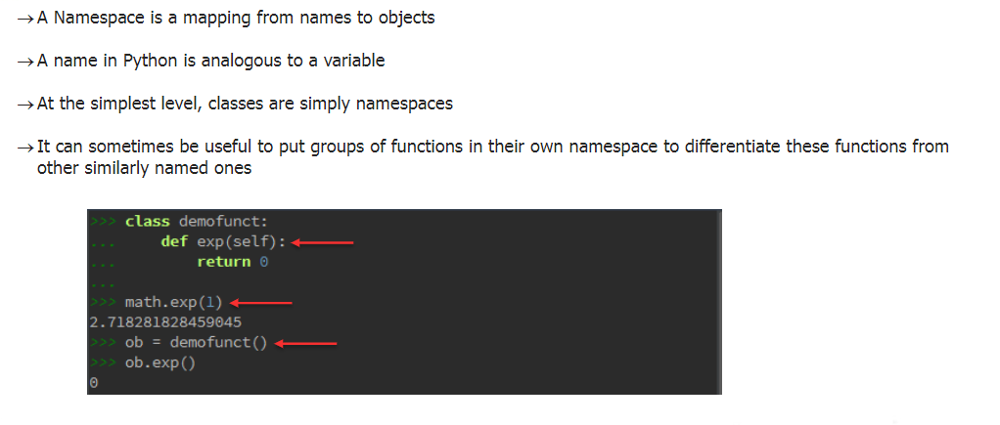 →A Namespace is a mapping from names to objects
→A name in Python is analogous to a variable
→At the simplest level, classes are simply namespaces
→It can sometimes be useful to put groups of functions in their own namespace to differentiate these functions from
other similarly named ones
>>> class demofunct:
...     def exp(self):
...         return 0
...
>>> math.exp(1)
2.718281828459045
>>> ob = demofunct()
>>> ob.exp()
0